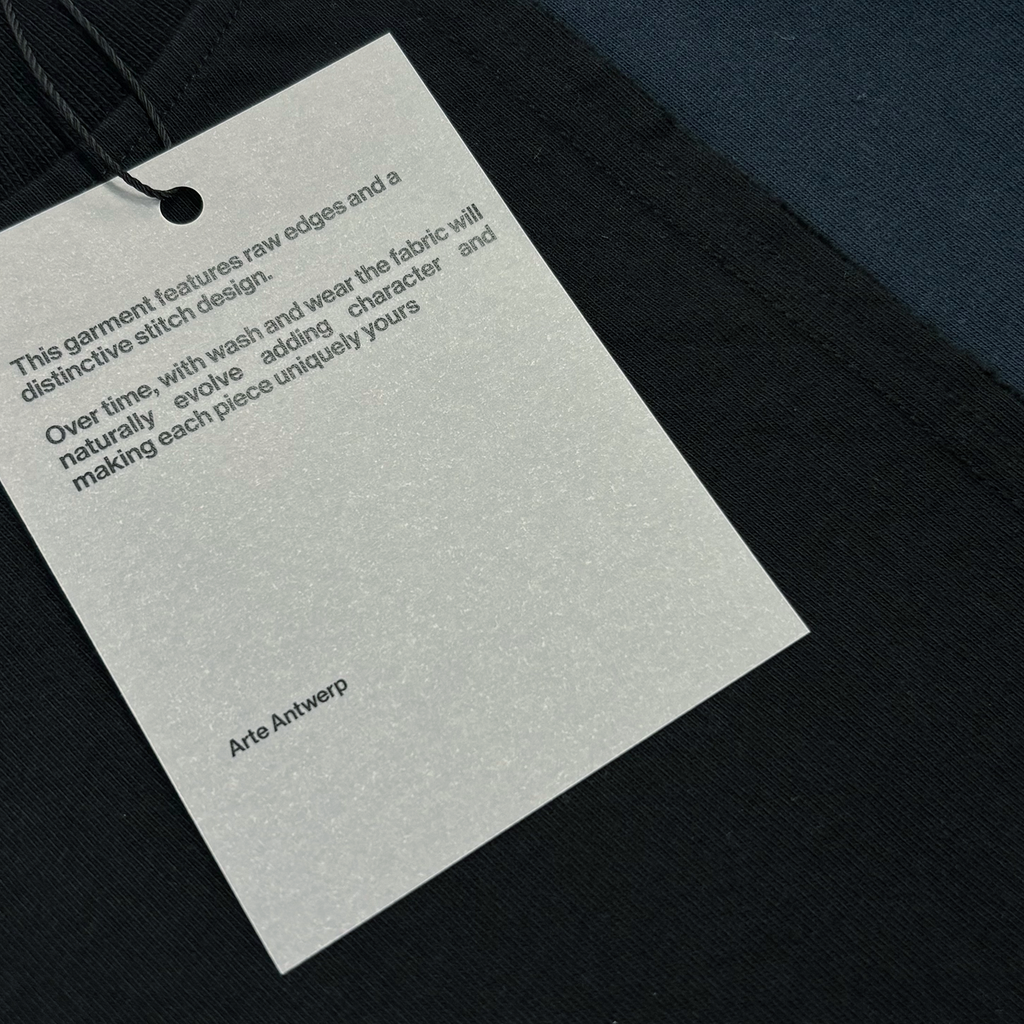 This garment features raw edges and a
distinctive stitch design.
Over time, with wash and wear the fabric will
naturally evolve adding character and
making each piece uniquely yours
Arte Antwerp